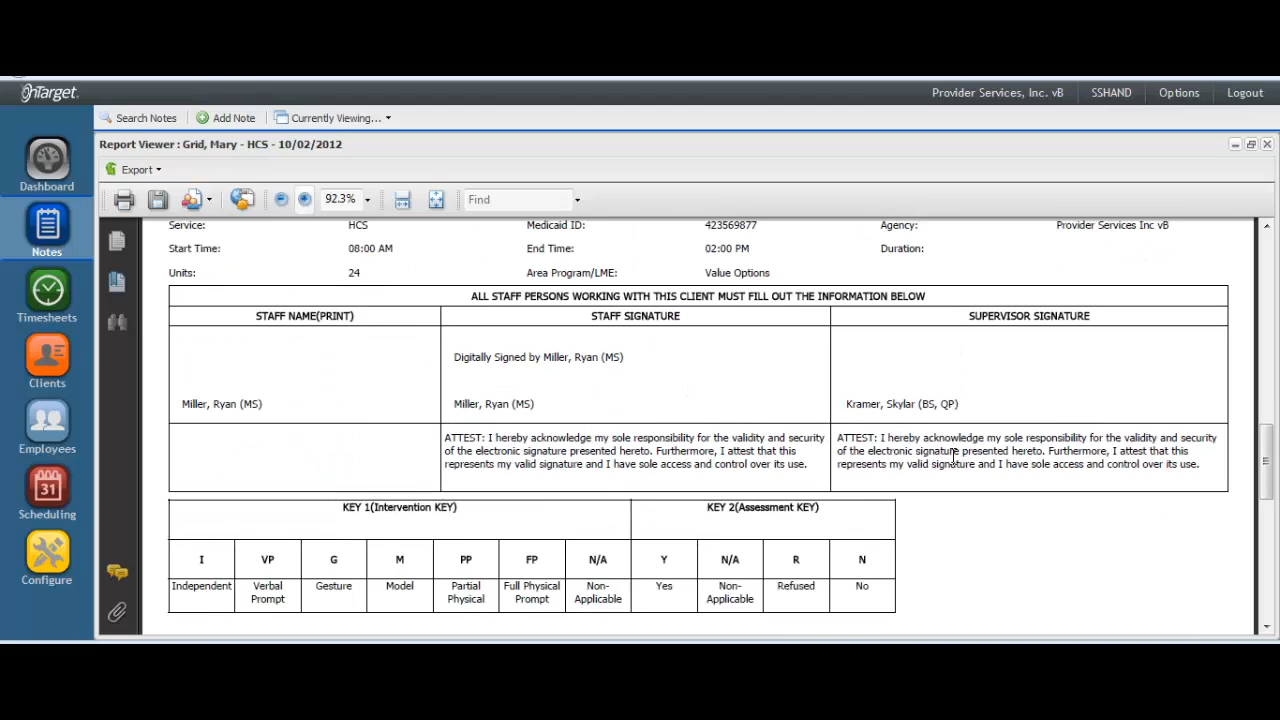 OnTarget.
Provider Services, Inc. vB SSHAND Options Logout
Search Notes Add Note Currently Viewing...
Report Viewer : Grid, Mary - HCS - 10/02/2012
Export
92.3% Find
Dashboard
Notes
Timesheets
Clients
Employees
31
Scheduling
Configure
Service: HCS Medicaid ID: 423569877 Agency: Provider Services Inc vB
Start Time: 08:00 AM End Time: 02:00 PM Duration:
Units: 24 Area Program/LME: Value Options
ALL STAFF PERSONS WORKING WITH THIS CLIENT MUST FILL OUT THE INFORMATION BELOW
STAFF NAME(PRINT) STAFF SIGNATURE SUPERVISOR SIGNATURE
Digitally Signed by Miller, Ryan (MS)
Miller, Ryan (MS) Miller, Ryan (MS) Kramer, Skylar (BS, QP)
ATTEST: I hereby acknowledge my sole responsibility for the validity and security
of the electronic signature presented hereto. Furthermore, I attest that this
represents my valid signature and I have sole access and control over its use.
ATTEST: I hereby acknowledge my sole responsibility for the validity and security
of the electronic signature presented hereto. Furthermore, I attest that this
represents my valid signature and I have sole access and control over its use.
KEY 1(Intervention KEY) KEY 2(Assessment KEY)
I VP G M PP FP N/A Y N/A R N
Independent Verbal Prompt Gesture Model Partial Physical Full Physical Prompt Non-Applicable Yes Non-Applicable Refused No